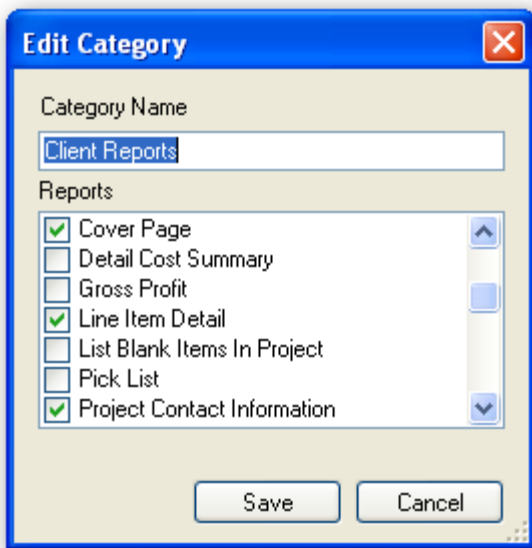 Edit Category
Category Name
Client Reports
Reports
Cover Page
Detail Cost Summary
Gross Profit
Line Item Detail
List Blank Items In Project
Pick List
Project Contact Information
Save Cancel